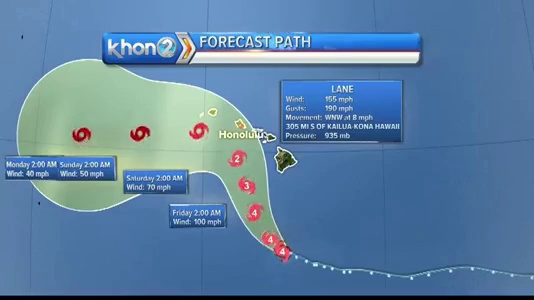 khon2
FORECAST PATH
LANE
Wind: 155 mph
Gusts: 190 mph
Movement: WNW at 8 mph
305 MI S OF KAILUA-KONA HAWAII
Pressure: 935 mb
Honolulu
2
3
4
4
4
Monday 2:00 AM
Wind: 40 mph
Sunday 2:00 AM
Wind: 50 mph
Saturday 2:00 AM
Wind: 70 mph
Friday 2:00 AM
Wind: 100 mph